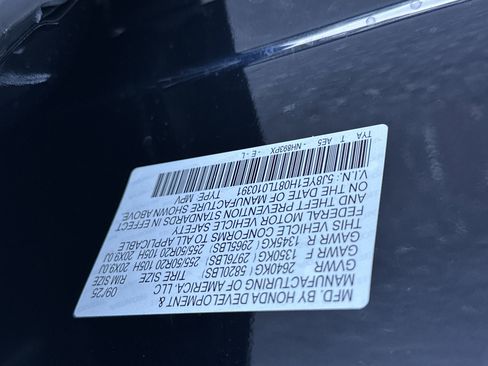 MFD. BY HONDA DEVELOPMENT &
MANUFACTURING OF AMERICA, LLC 09/25
GVWR 2640KG( 5820LBS) TIRE SIZE RIM SIZE
GAWR F 1350KG( 2976LBS) 255/50R20 105H 20X9.0J
GAWR R 1345KG( 2965LBS) 255/50R20 105H 20X9.0J
THIS VEHICLE CONFORMS TO ALL APPLICABLE
FEDERAL MOTOR VEHICLE SAFETY
AND THEFT PREVENTION STANDARDS IN EFFECT
ON THE DATE OF MANUFACTURE SHOWN ABOVE.
V.I.N.: 5J8YE1H08TL010391 TYPE: MPV
TYA T AE5 - NH893PX - E - L